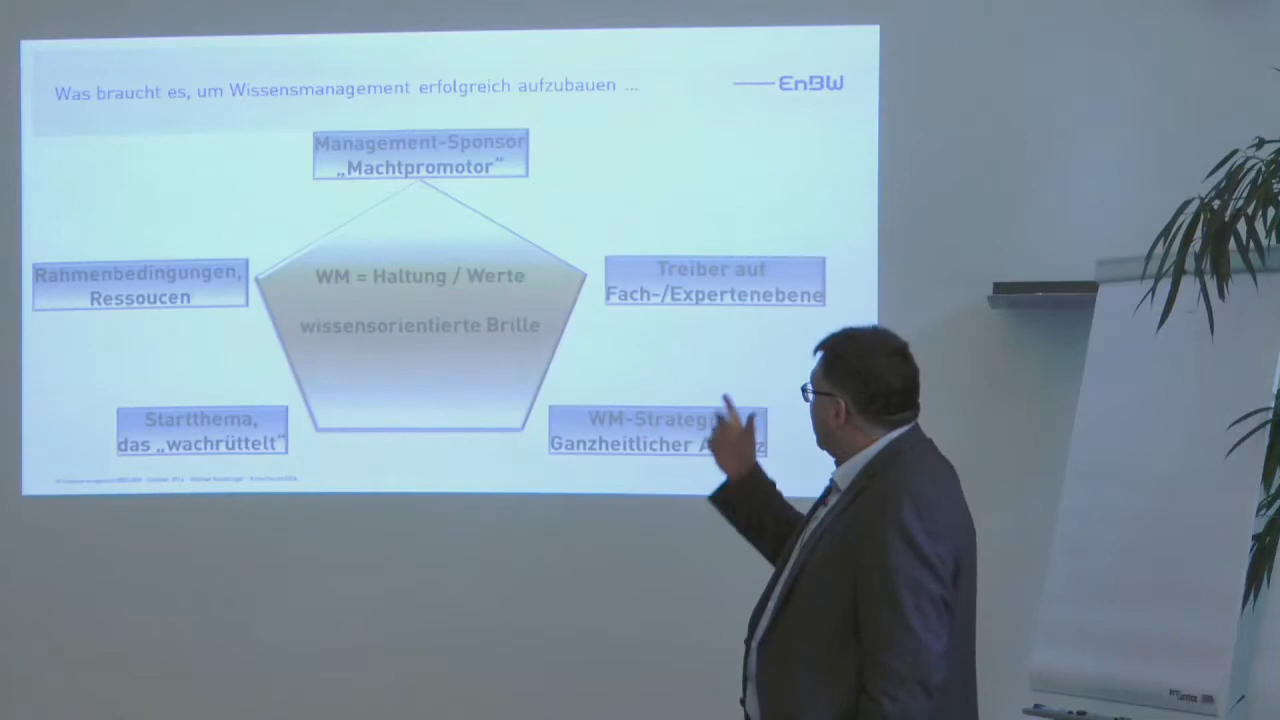 Was braucht es, um Wissensmanagement erfolgreich aufzubauen ...
EnBW
Management-Sponsor
„Machtpromotor“
Rahmenbedingungen,
Ressoucen
WM = Haltung / Werte
wissensorientierte Brille
Treiber auf
Fach-/Expertenebene
Startthema,
das „wachrüttelt“
WM-Strateg
Ganzheitlicher A